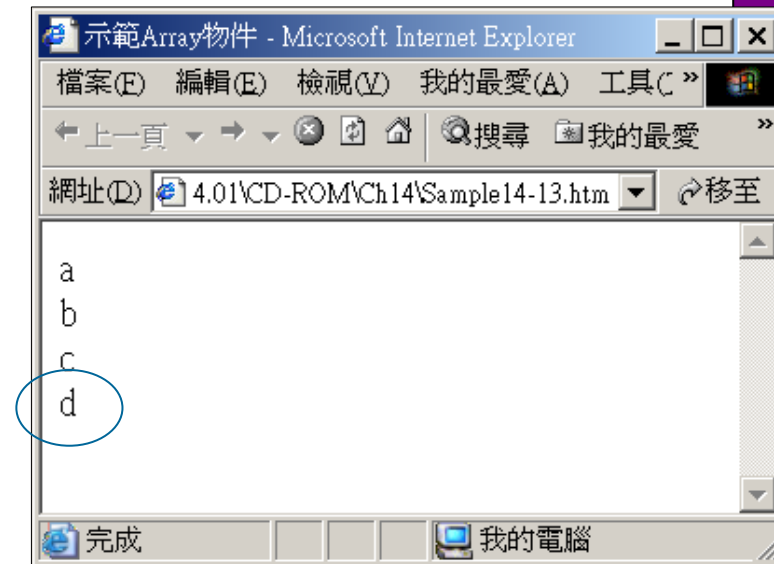 示範Array物件 - Microsoft Internet Explorer
檔案(F) 編輯(E) 檢視(V) 我的最愛(A) 工具(
上一頁 搜尋 我的最愛
網址(D) 4.01\CD-ROM\Ch14\Sample14-13.htm 移至
a
b
c
d
完成 我的電腦